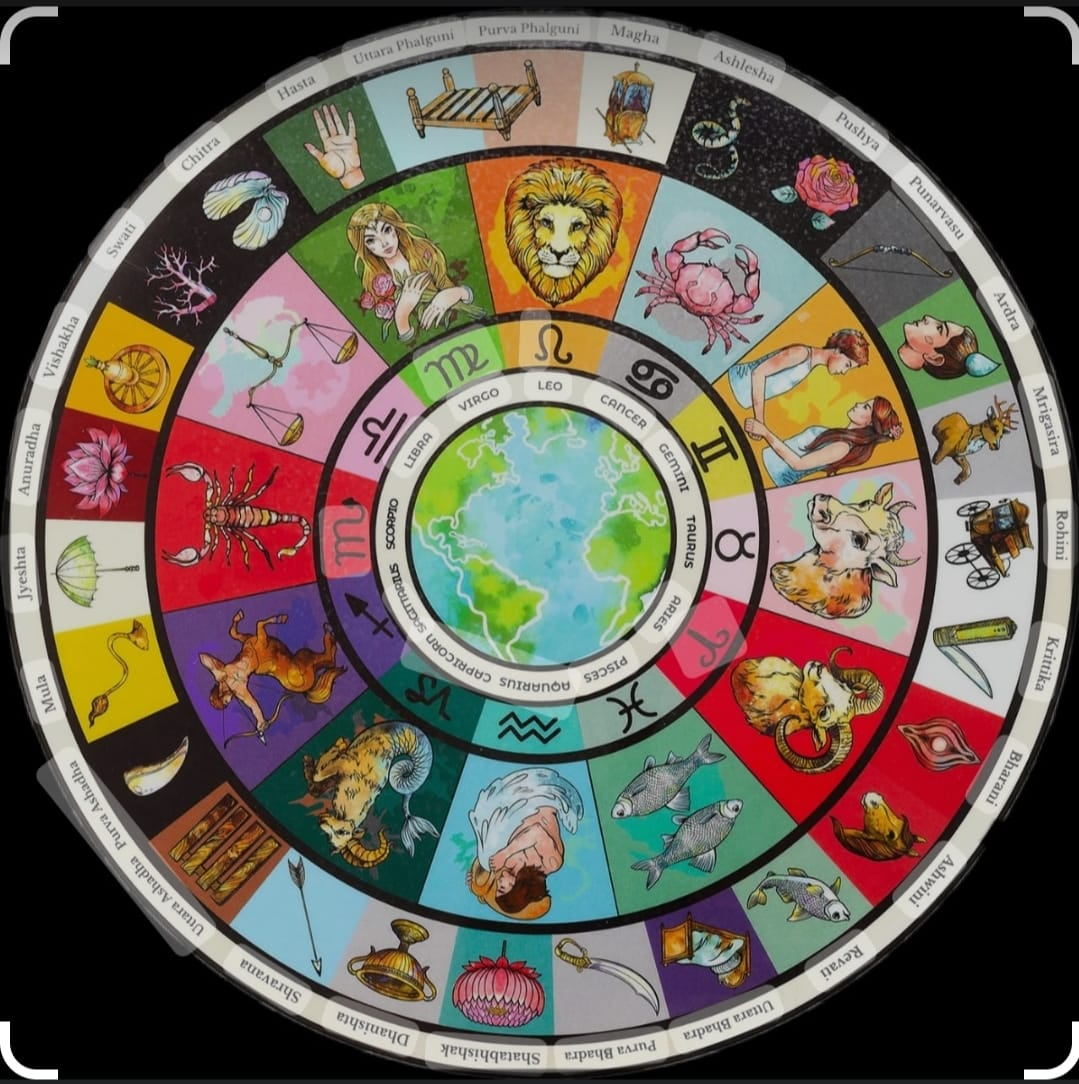 Purva Phalguni
Magha
Ashlesha
Pushya
Punarvasu
Ardra
Mrigasira
Rohini
Krittika
Bharani
Ashwini
Revati
Uttara Bhadra
Purva Bhadra
Shatabhishak
Dhanishta
Shravana
Uttara Ashadha
Purva Ashadha
Mula
Jyeshta
Anuradha
Vishakha
Swati
Chitra
Hasta
Uttara Phalguni
♌
♋
♊
♉
♈
♓
♒
♑
♐
♏
♎
♍
LEO
CANCER
GEMINI
TAURUS
ARIES
PISCES
AQUARIUS
CAPRICORN
SAGITTARIUS
SCORPIO
LIBRA
VIRGO